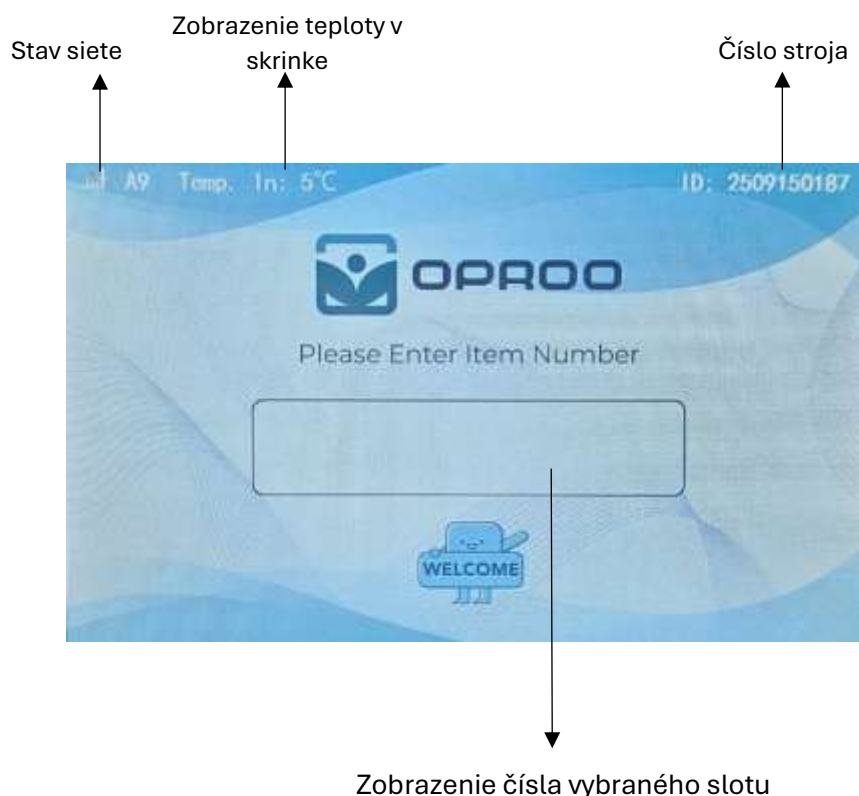 Zobrazenie teploty v
skrinke
Stav siete
Číslo stroja
A9 Temp. In: 5℃
ID: 2509150187
OPROO
Please Enter Item Number
WELCOME
Zobrazenie čísla vybraného slotu